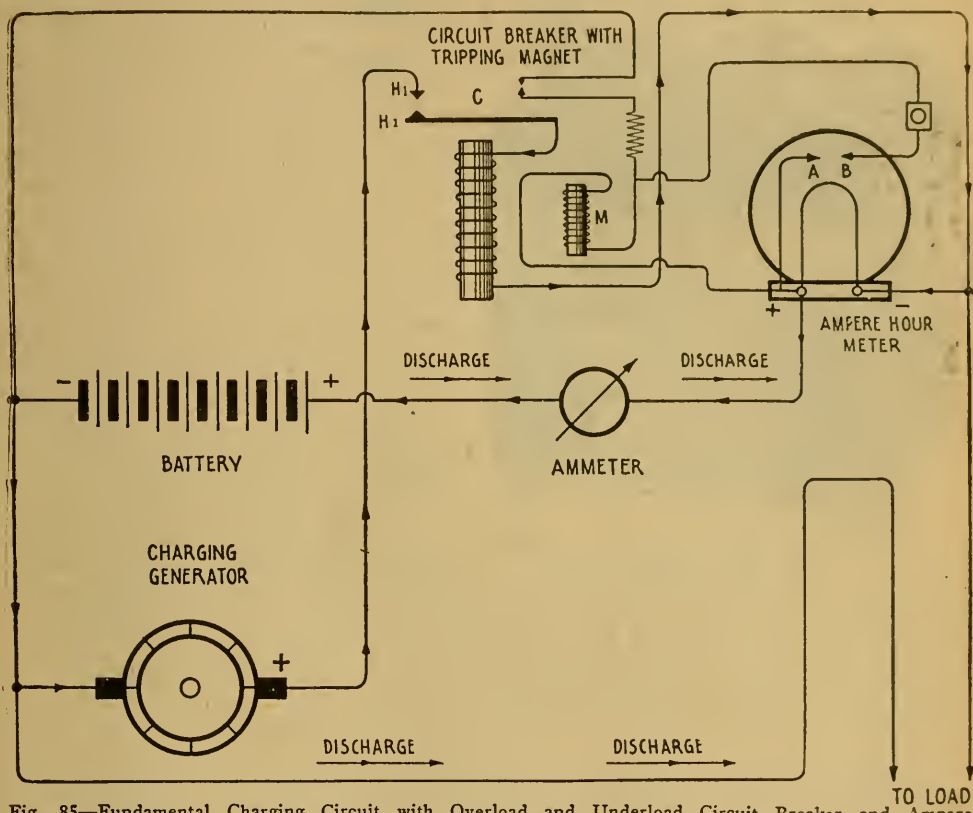 CIRCUIT BREAKER WITH
TRIPPING MAGNET
H1
C
H1
M
A B
+ −
AMPERE HOUR
METER
DISCHARGE
DISCHARGE
− +
BATTERY
AMMETER
CHARGING
GENERATOR
+
DISCHARGE
DISCHARGE
TO LOAD
Fig. 85—Fundamental Charging Circuit with Overload and Underload Circuit Breaker and Ampere